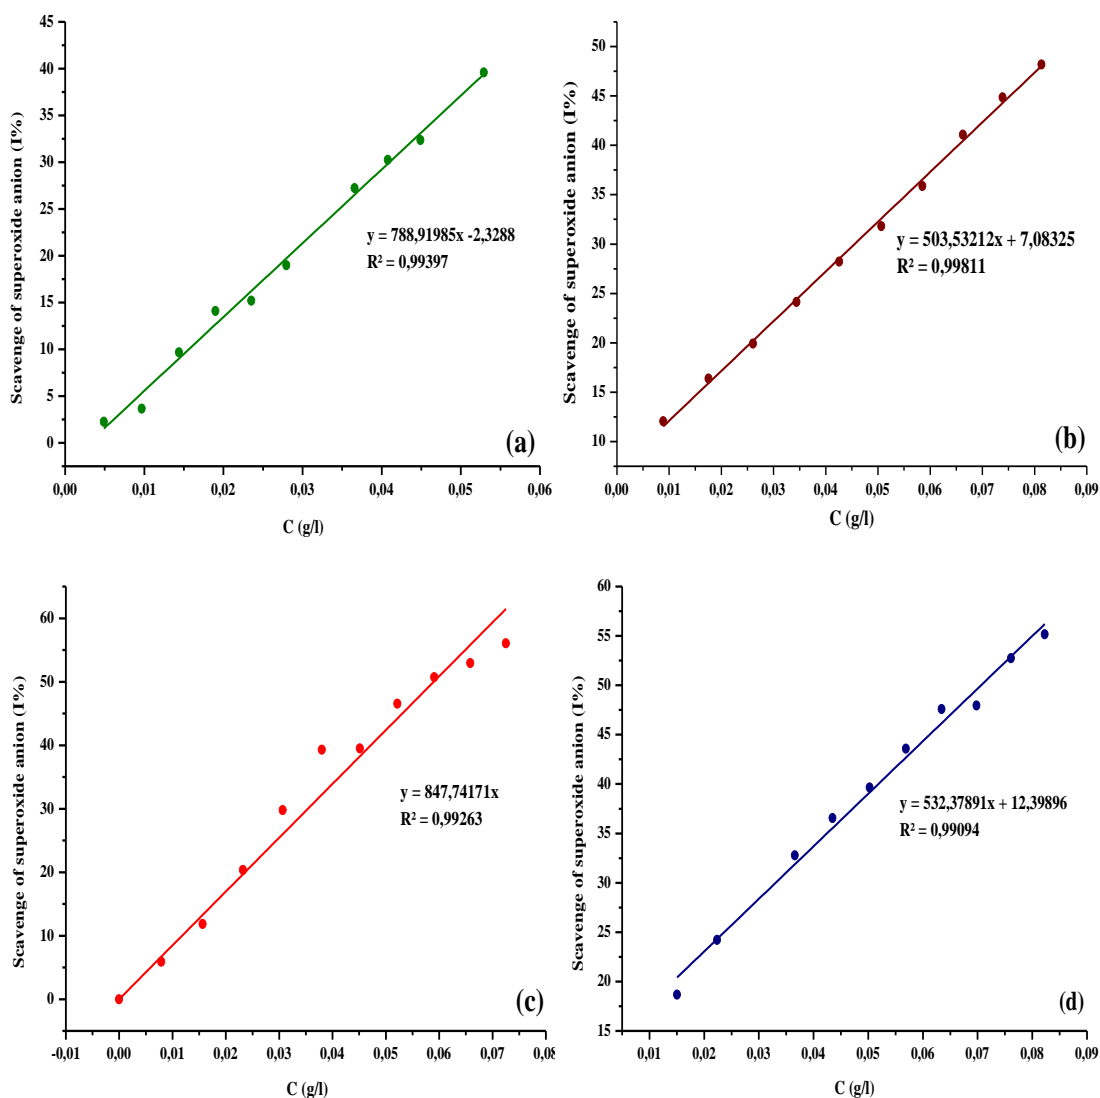 Scavenge of superoxide anion (I%)
45
40
35
30
25
20
15
10
5
0
y = 788,91985x -2,3288
R² = 0,99397
(a)
0,00 0,01 0,02 0,03 0,04 0,05 0,06
C (g/l)
Scavenge of superoxide anion (I%)
50
45
40
35
30
25
20
15
10
y = 503,53212x + 7,08325
R² = 0,99811
(b)
0,00 0,01 0,02 0,03 0,04 0,05 0,06 0,07 0,08 0,09
C (g/l)
Scavenge of superoxide anion (I%)
60
50
40
30
20
10
0
y = 847,74171x
R² = 0,99263
(c)
-0,01 0,00 0,01 0,02 0,03 0,04 0,05 0,06 0,07 0,08
C (g/l)
Scavenge of superoxide anion (I%)
60
55
50
45
40
35
30
25
20
15
y = 532,37891x + 12,39896
R² = 0,99094
(d)
0,01 0,02 0,03 0,04 0,05 0,06 0,07 0,08 0,09
C (g/l)